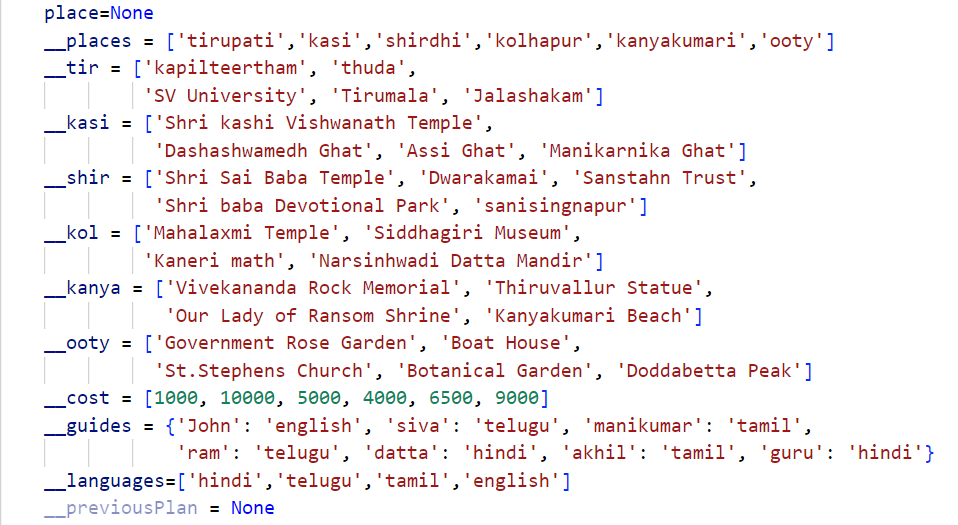 place=None
__places = ['tirupati','kasi','shirdhi','kolhapur','kanyakumari','ooty']
__tir = ['kapilteertham', 'thuda',
'SV University', 'Tirumala', 'Jalashakam']
__kasi = ['Shri kashi Vishwanath Temple',
'Dashashwamedh Ghat', 'Assi Ghat', 'Manikarnika Ghat']
__shir = ['Shri Sai Baba Temple', 'Dwarakamai', 'Sanstahn Trust',
'Shri baba Devotional Park', 'sanisingnapur']
__kol = ['Mahalaxmi Temple', 'Siddhagiri Museum',
'Kaneri math', 'Narsinhwadi Datta Mandir']
__kanya = ['Vivekananda Rock Memorial', 'Thiruvallur Statue',
'Our Lady of Ransom Shrine', 'Kanyakumari Beach']
__ooty = ['Government Rose Garden', 'Boat House',
'St.Stephens Church', 'Botanical Garden', 'Doddabetta Peak']
__cost = [1000, 10000, 5000, 4000, 6500, 9000]
__guides = {'John': 'english', 'siva': 'telugu', 'manikumar': 'tamil',
'ram': 'telugu', 'datta': 'hindi', 'akhil': 'tamil', 'guru': 'hindi'}
__languages=['hindi','telugu','tamil','english']
__previousPlan = None